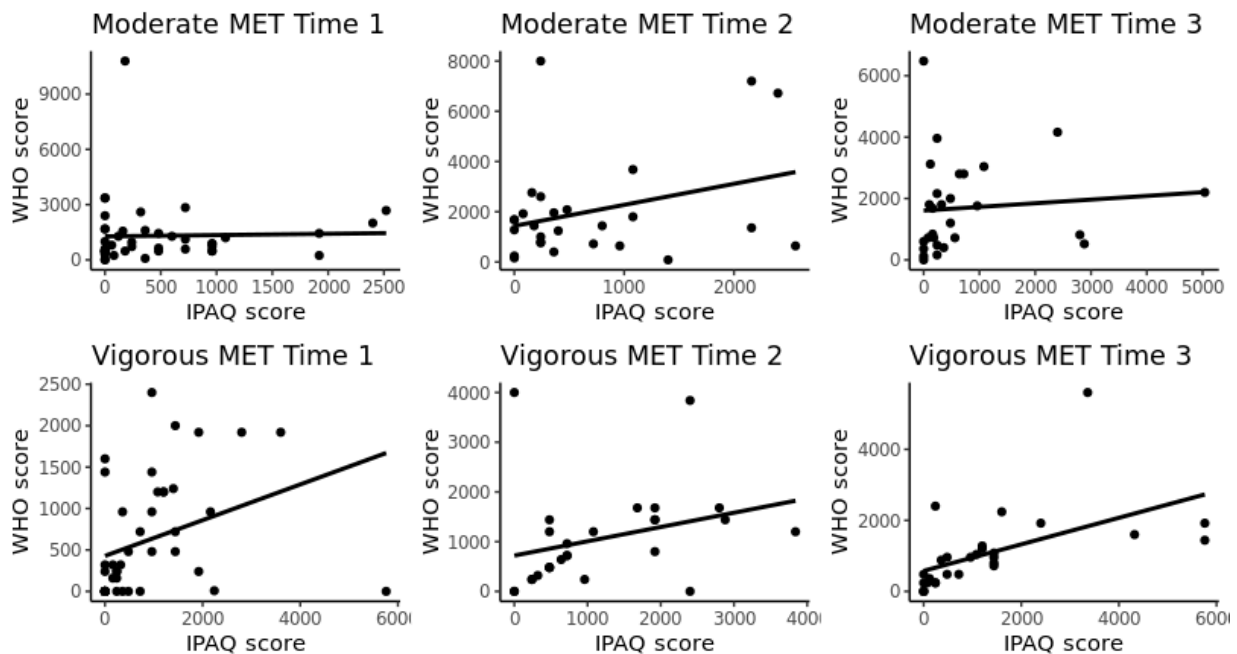 Moderate MET Time 1
WHO score
9000
6000
3000
0
0 500 1000 1500 2000 2500
IPAQ score
Moderate MET Time 2
WHO score
8000
6000
4000
2000
0
0 1000 2000
IPAQ score
Moderate MET Time 3
WHO score
6000
4000
2000
0
0 1000 2000 3000 4000 5000
IPAQ score
Vigorous MET Time 1
WHO score
2500
2000
1500
1000
500
0
0 2000 4000 600
IPAQ score
Vigorous MET Time 2
WHO score
4000
3000
2000
1000
0
0 1000 2000 3000 400
IPAQ score
Vigorous MET Time 3
WHO score
4000
2000
0
0 2000 4000 600
IPAQ score